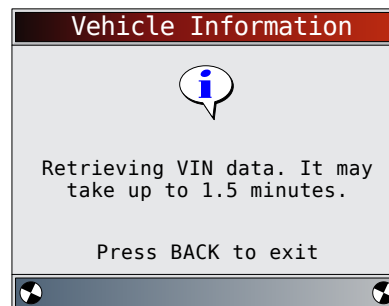 Vehicle Information
i
Retrieving VIN data. It may
take up to 1.5 minutes.
Press BACK to exit